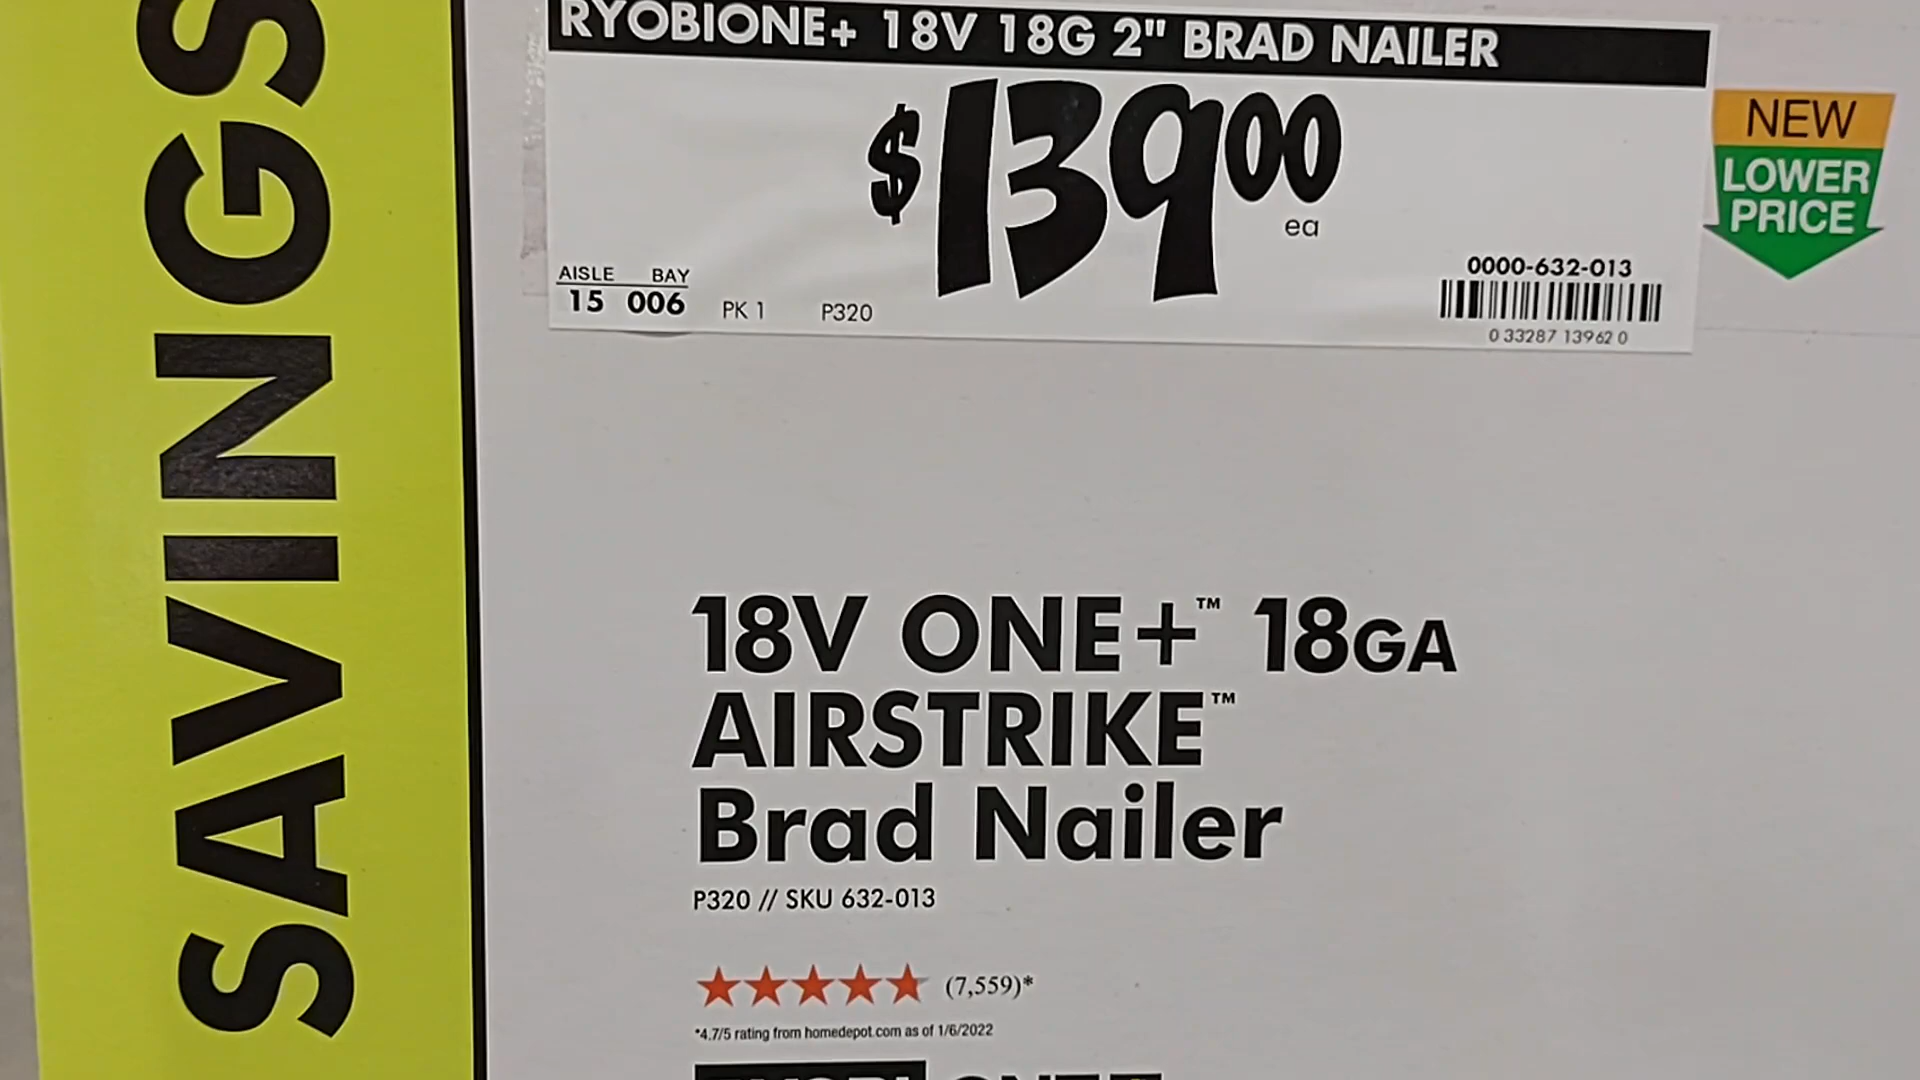 SAVINGS
RYOBIONE+ 18V 18G 2" BRAD NAILER
$13900
ea
NEW
LOWER
PRICE
AISLE BAY
15 006 PK 1 P320
0000-632-013
0 33287 13962 0
18V ONE+™ 18GA
AIRSTRIKE™
Brad Nailer
P320 // SKU 632-013
(7,559)*
*4.7/5 rating from homedepot.com as of 1/6/2022